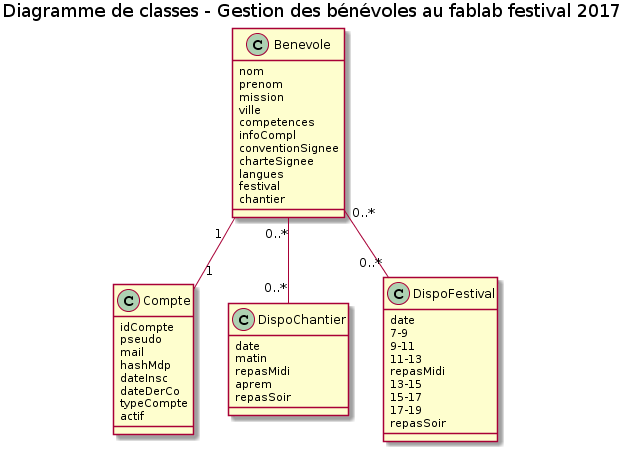 Diagramme de classes - Gestion des bénévoles au fablab festival 2017
C Benevole
nom
prenom
mission
ville
competences
infoCompl
conventionSignee
charteSignee
langues
festival
chantier
1
0..*
0..*
1
0..*
0..*
C Compte
idCompte
pseudo
mail
hashMdp
dateInsc
dateDerCo
typeCompte
actif
C DispoChantier
date
matin
repasMidi
aprem
repasSoir
C DispoFestival
date
7-9
9-11
11-13
repasMidi
13-15
15-17
17-19
repasSoir